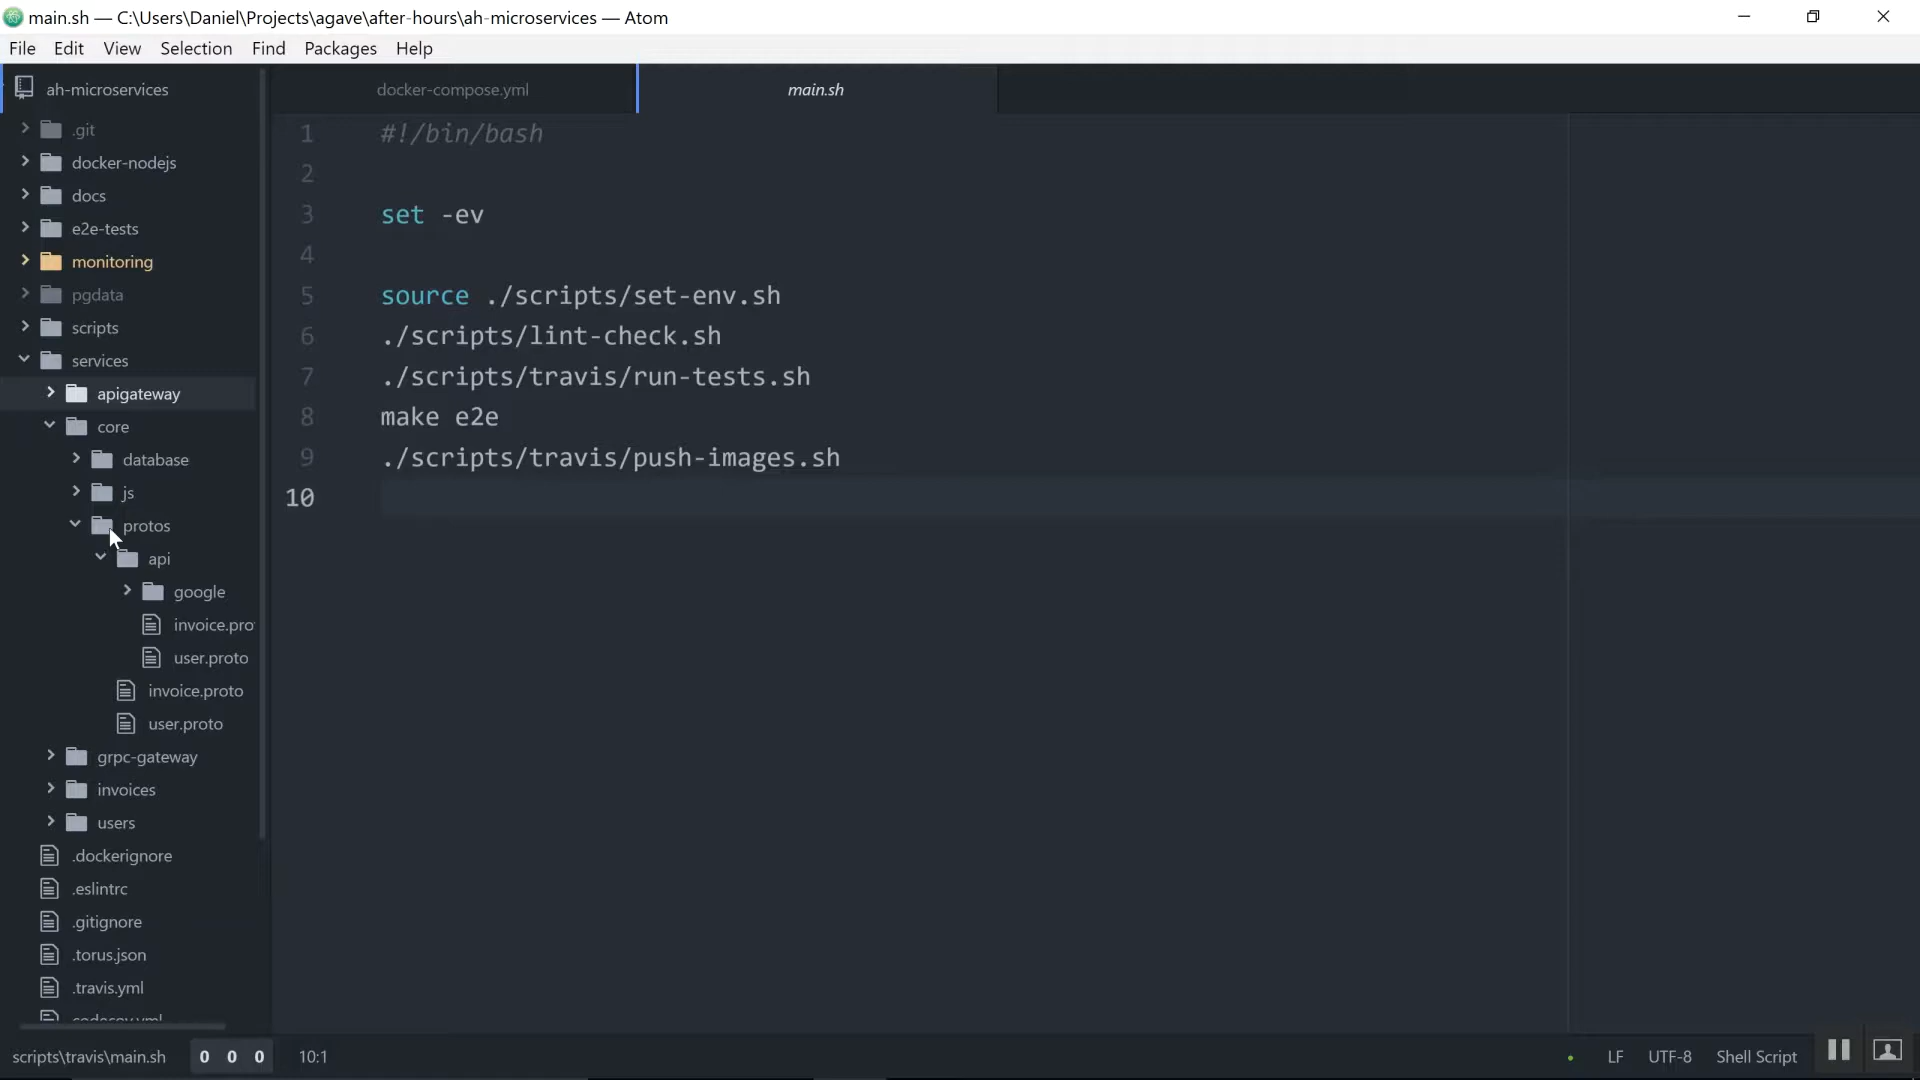 main.sh — C:\Users\Daniel\Projects\agave\after-hours\ah-microservices — Atom
File Edit View Selection Find Packages Help
ah-microservices
docker-compose.yml
main.sh
.git
docker-nodejs
docs
e2e-tests
monitoring
pgdata
scripts
services
apigateway
core
database
js
protos
api
google
invoice.pro
user.proto
invoice.proto
user.proto
grpc-gateway
invoices
users
.dockerignore
.eslintrc
.gitignore
.torus.json
.travis.yml
codecov.yml
1 #!/bin/bash
2
3 set -ev
4
5 source ./scripts/set-env.sh
6 ./scripts/lint-check.sh
7 ./scripts/travis/run-tests.sh
8 make e2e
9 ./scripts/travis/push-images.sh
10
scripts\travis\main.sh 0 0 0 10:1 LF UTF-8 Shell Script